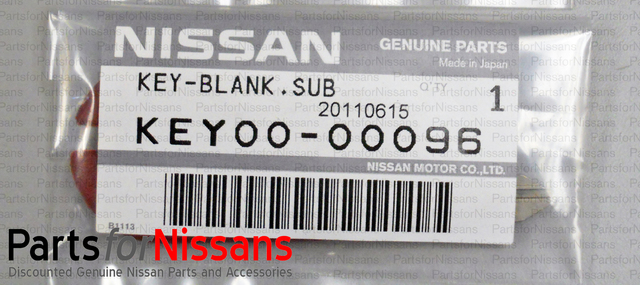 NISSAN
GENUINE PARTS
Made in Japan
KEY-BLANK.SUB
Q'TY
1
20110615
KEY00-00096
NISSAN MOTOR CO.,LTD.
B1113
PartsforNissans
Discounted Genuine Nissan Parts and Accessories